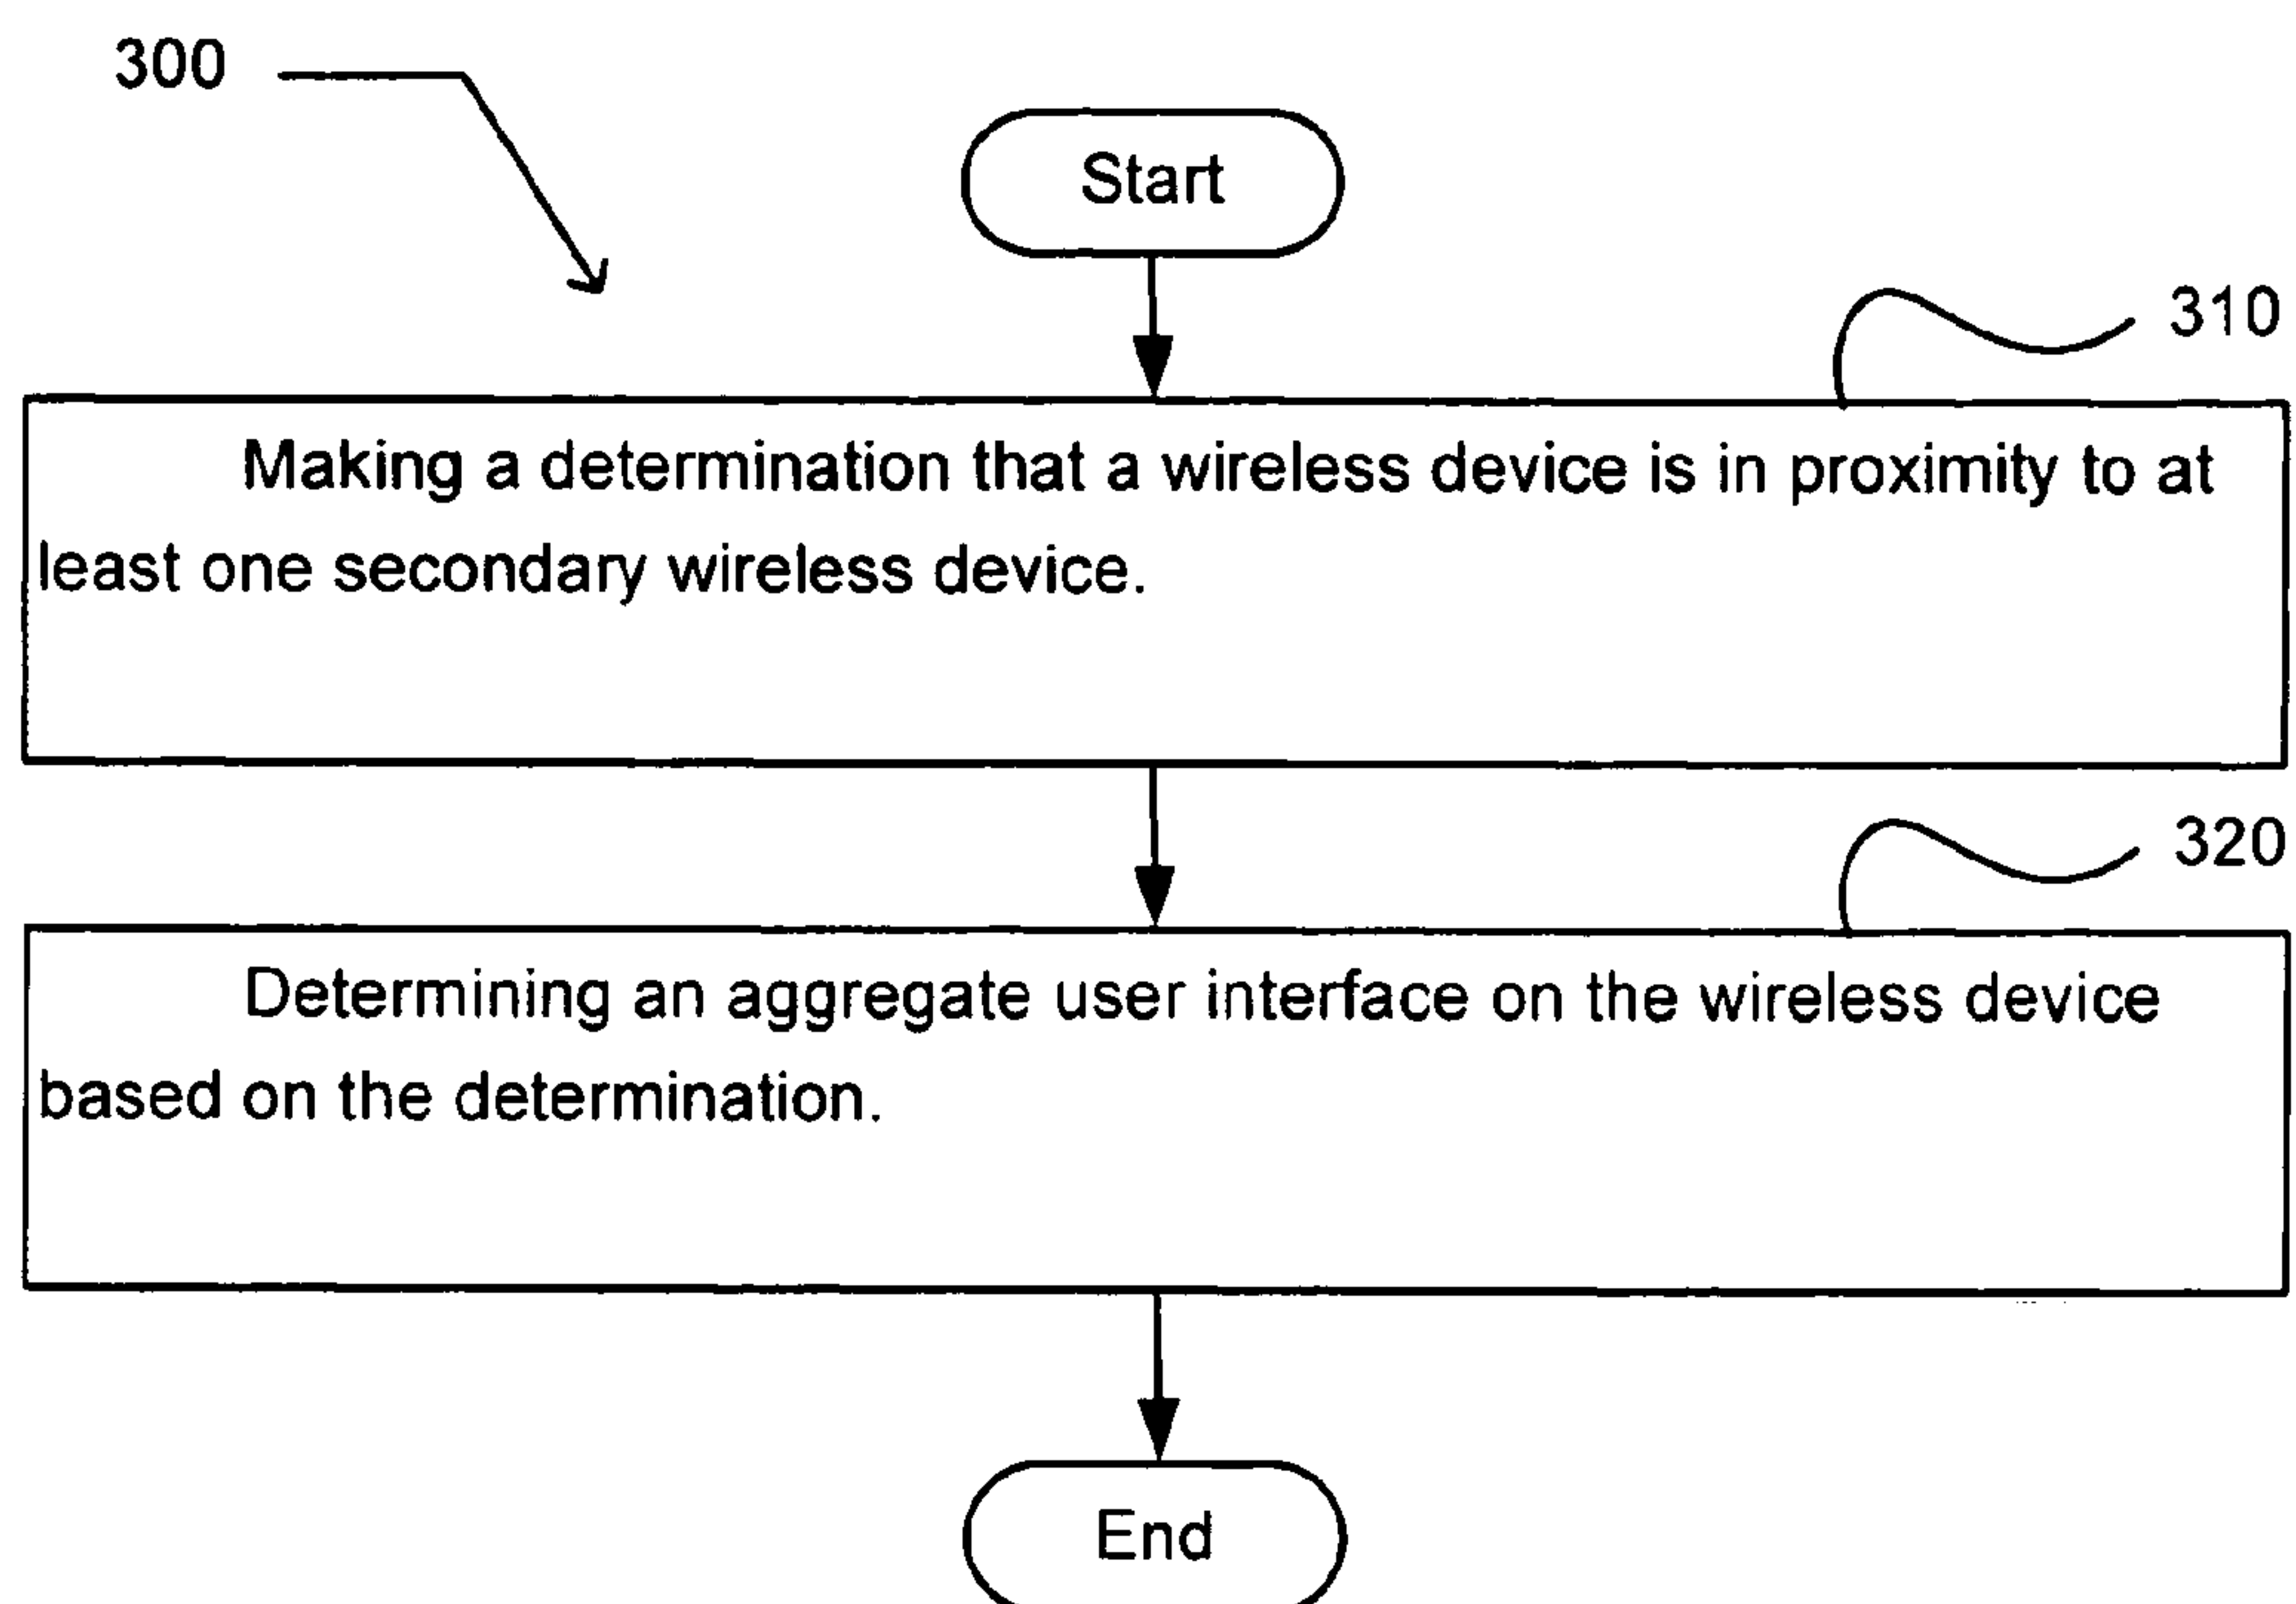 300
Start
310
Making a determination that a wireless device is in proximity to at
least one secondary wireless device.
320
Determining an aggregate user interface on the wireless device
based on the determination.
End